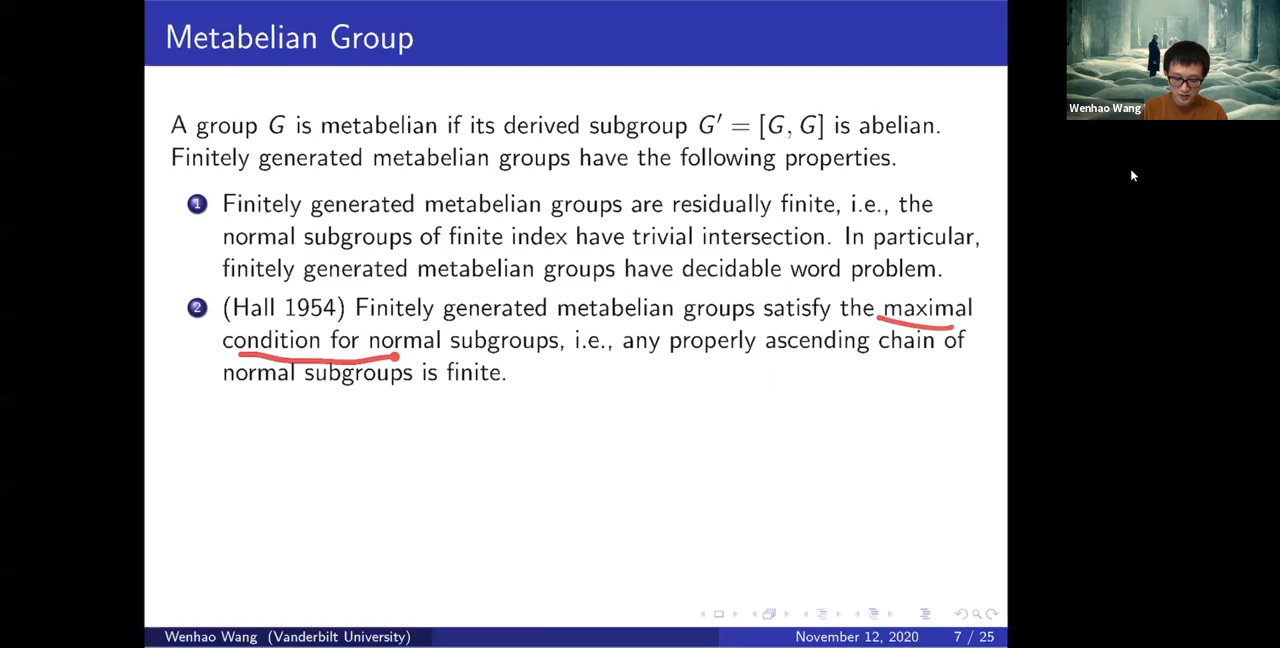 Metabelian Group
A group G is metabelian if its derived subgroup G′ = [G, G] is abelian.
Finitely generated metabelian groups have the following properties.
1 Finitely generated metabelian groups are residually finite, i.e., the
normal subgroups of finite index have trivial intersection. In particular,
finitely generated metabelian groups have decidable word problem.
2 (Hall 1954) Finitely generated metabelian groups satisfy the maximal
condition for normal subgroups, i.e., any properly ascending chain of
normal subgroups is finite.
Wenhao Wang (Vanderbilt University) November 12, 2020 7 / 25
Wenhao Wang